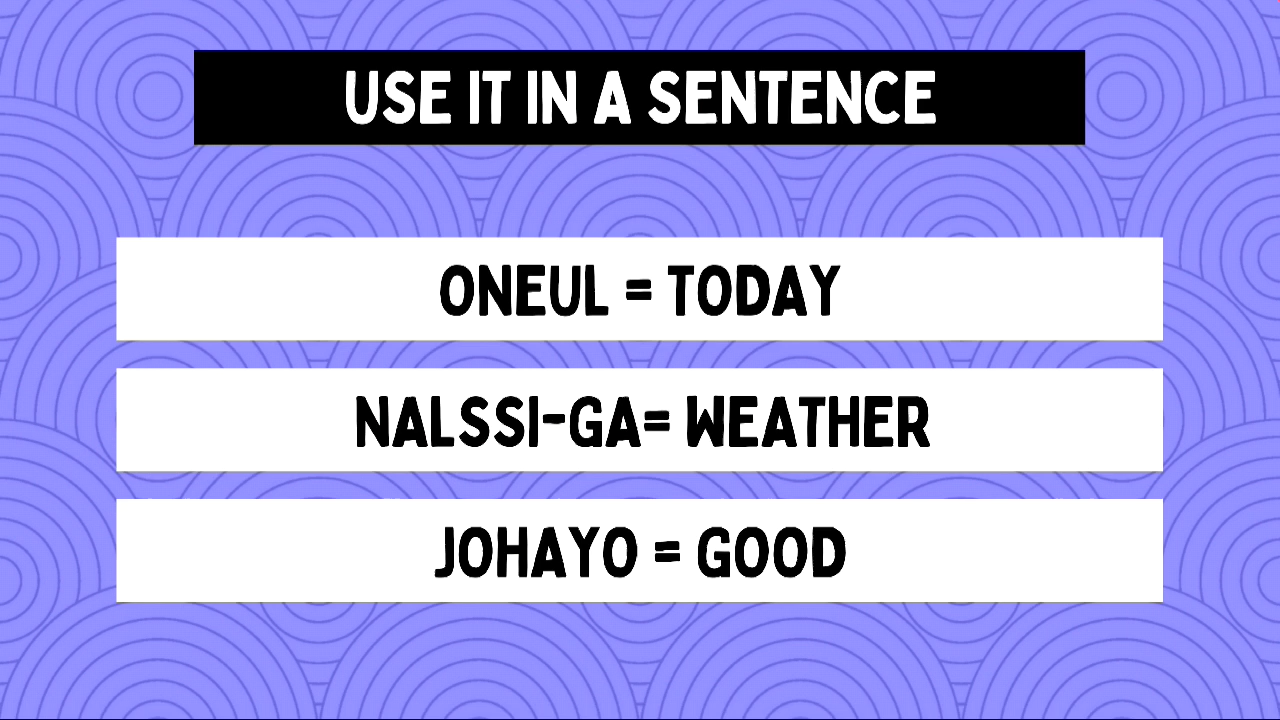 USE IT IN A SENTENCE
ONEUL = TODAY
NALSSI-GA= WEATHER
JOHAYO = GOOD